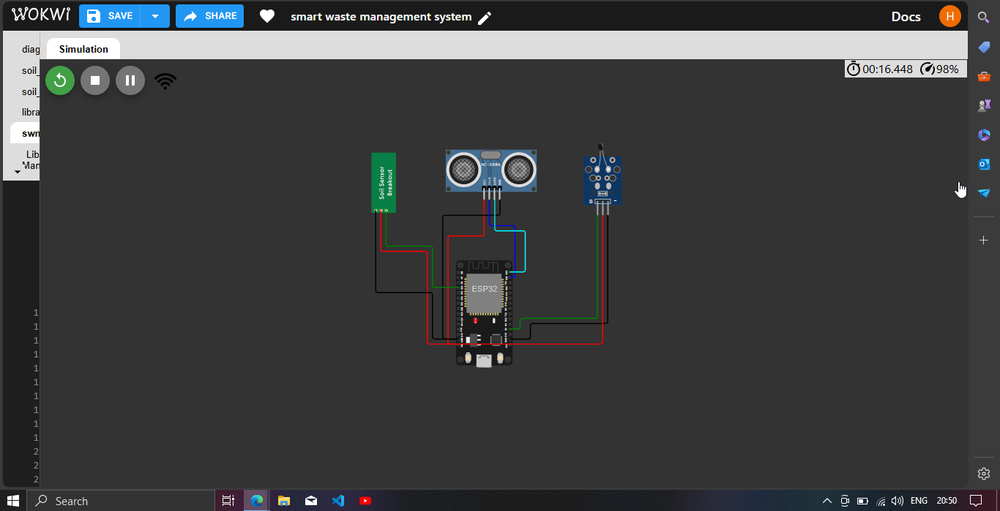 WOKWI SAVE SHARE smart waste management system Docs H
diag
Simulation
soil_
soil_
libra
swn
Lib
Man
00:16.448 98%
Soil Sensor
Breakout
HC-SR04
S
-
ESP32
1
1
1
1
1
1
1
1
1
1
2
2
2
Search
ENG 20:50